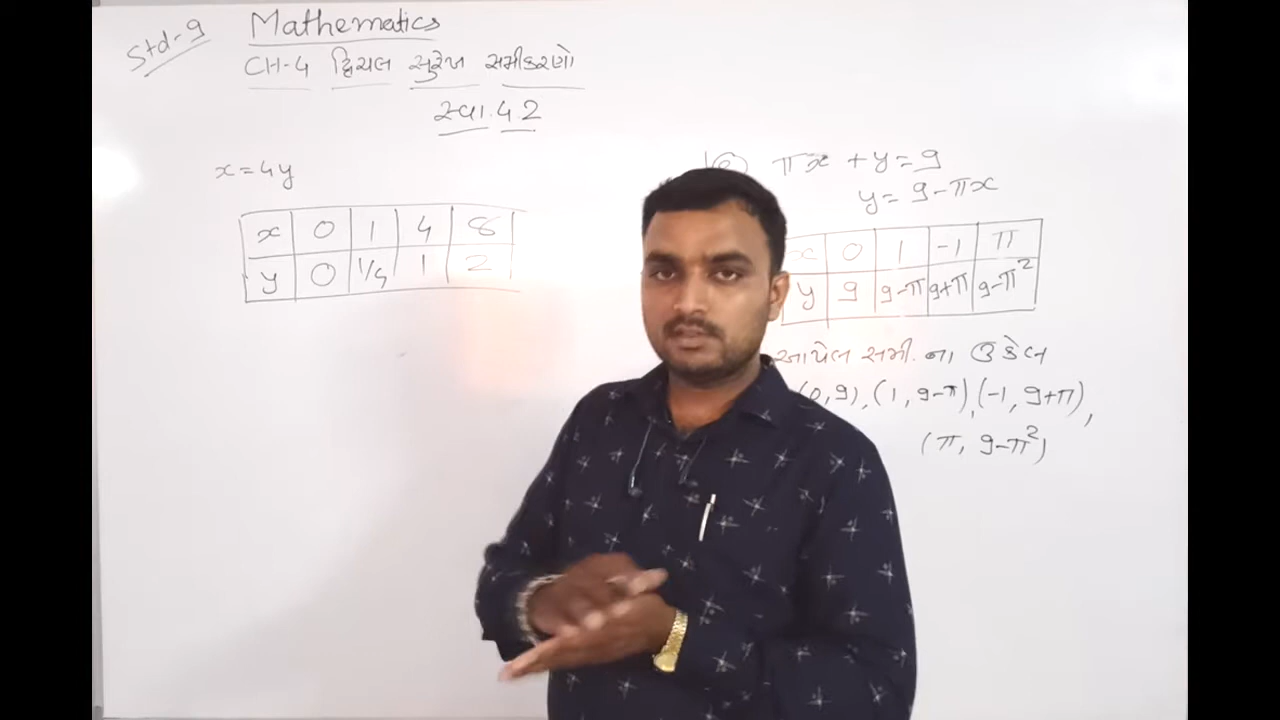 Std-9
Mathematics
CH-4 દ્વિચલ સુરેખ સમીકરણો
સ્વા. 4.2
x = 4y
x 0 1 4 8
y 0 1/4 1 2
πx + y = 9
y = 9 - πx
x 0 1 -1 π
y 9 9-π 9+π 9-π²
આપેલ સમી. ના ઉકેલ
(0, 9), (1, 9-π), (-1, 9+π),
(π, 9-π²)